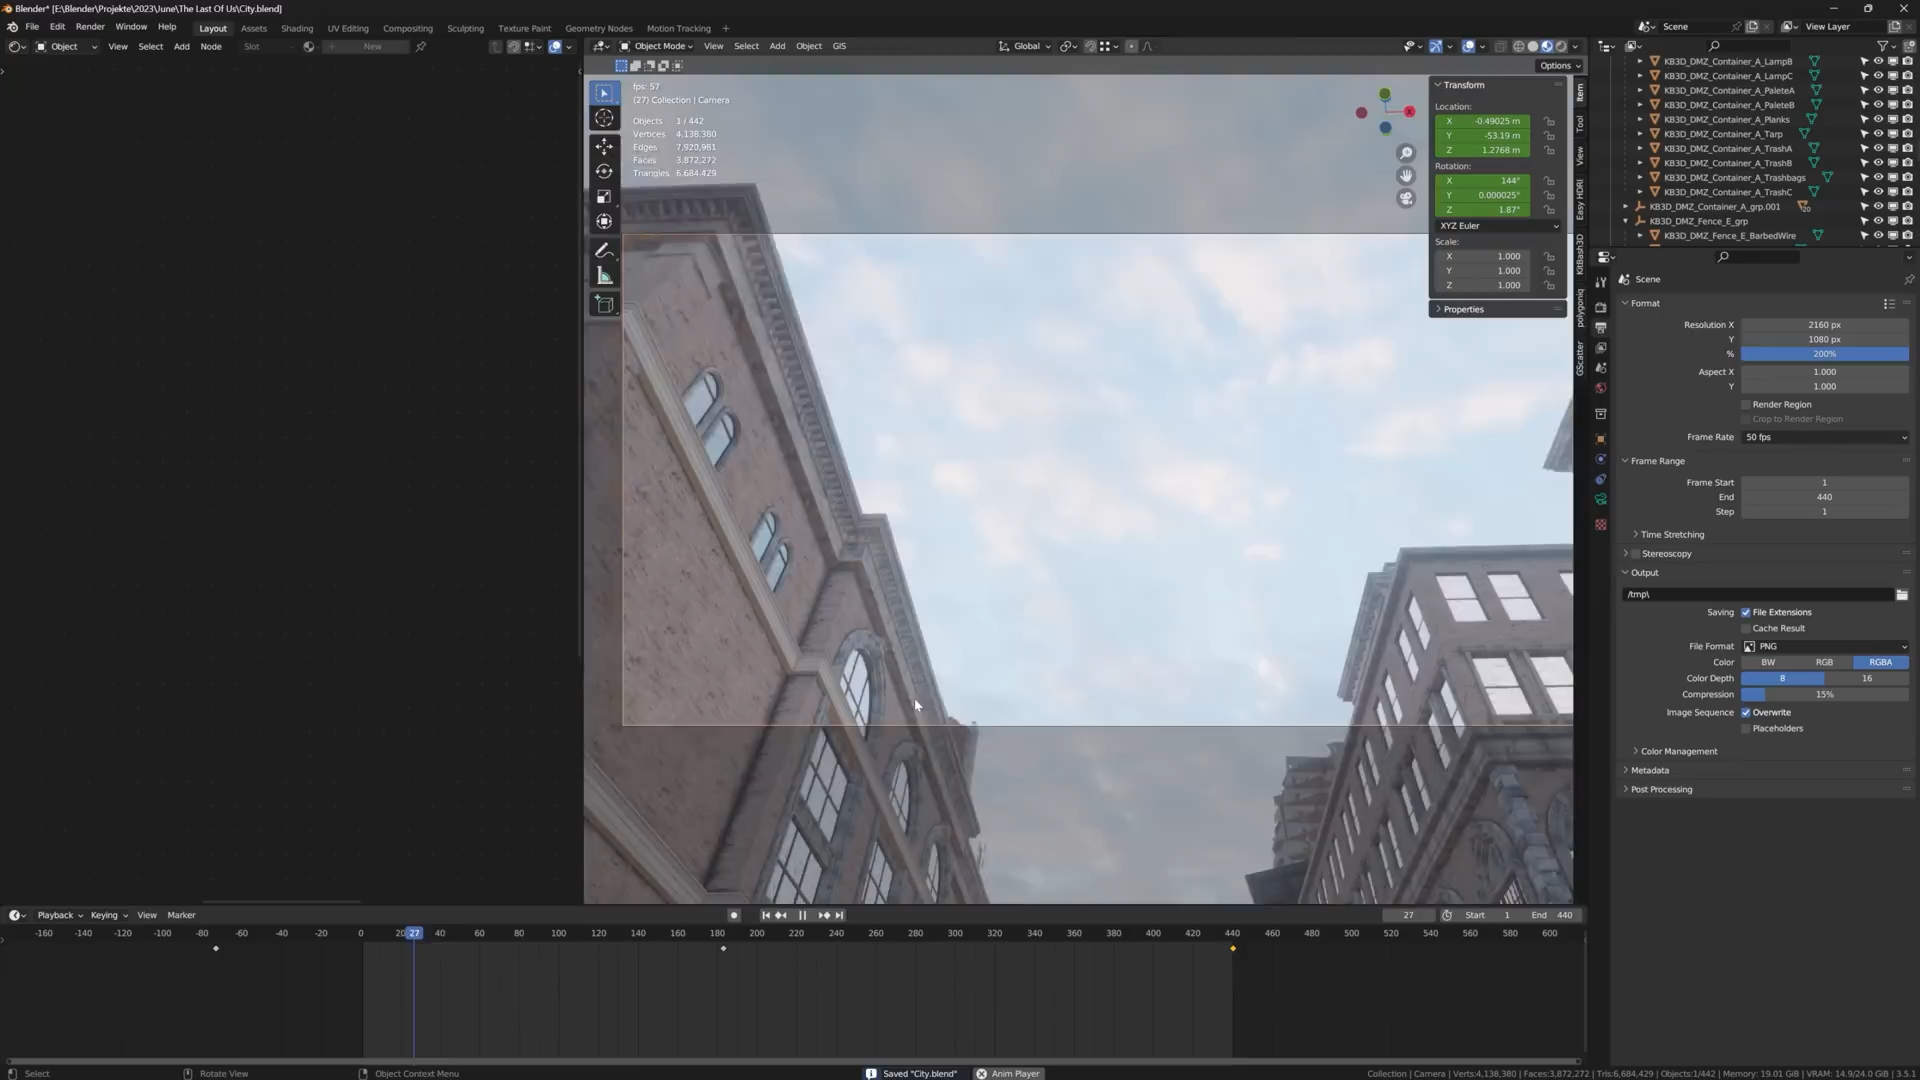 Blender* [E:\Blender\Projekte\2023\June\The Last Of Us\City.blend]
File Edit Render Window Help Layout Assets Shading UV Editing Compositing Sculpting Texture Paint Geometry Nodes Motion Tracking + Scene View Layer
Object View Select Add Node Slot New
Object Mode View Select Add Object GIS Global
Options
fps: 57
(27) Collection | Camera
Objects 1 / 442
Vertices 4,138,380
Edges 7,920,981
Faces 3,872,272
Triangles 6,684,429
Transform
Location:
X -0.49025 m
Y -53.19 m
Z 1.2768 m
Rotation:
X 144°
Y 0.000025°
Z 1.87°
XYZ Euler
Scale:
X 1.000
Y 1.000
Z 1.000
Properties
Item
Tool
View
Easy HDRI
KitBash3D
polygoniq
GScatter
KB3D_DMZ_Container_A_LampB
KB3D_DMZ_Container_A_LampC
KB3D_DMZ_Container_A_PaleteA
KB3D_DMZ_Container_A_PaleteB
KB3D_DMZ_Container_A_Planks
KB3D_DMZ_Container_A_Tarp
KB3D_DMZ_Container_A_TrashA
KB3D_DMZ_Container_A_TrashB
KB3D_DMZ_Container_A_Trashbags
KB3D_DMZ_Container_A_TrashC
KB3D_DMZ_Container_A_grp.001
KB3D_DMZ_Fence_E_grp
KB3D_DMZ_Fence_E_BarbedWire
Scene
Format
Resolution X 2160 px
Y 1080 px
% 200%
Aspect X 1.000
Y 1.000
Render Region
Crop to Render Region
Frame Rate 50 fps
Frame Range
Frame Start 1
End 440
Step 1
Time Stretching
Stereoscopy
Output
/tmp\
Saving File Extensions
Cache Result
File Format PNG
Color BW RGB RGBA
Color Depth 8 16
Compression 15%
Image Sequence Overwrite
Placeholders
Color Management
Metadata
Post Processing
Playback Keying View Marker 27 Start 1 End 440
-160 -140 -120 -100 -80 -60 -40 -20 0 20 27 40 60 80 100 120 140 160 180 200 220 240 260 280 300 320 340 360 380 400 420 440 460 480 500 520 540 560 580 600
Select Rotate View Object Context Menu Saved "City.blend" Anim Player Collection | Camera | Verts:4,138,380 | Faces:3,872,272 | Tris:6,684,429 | Objects:1/442 | Memory: 19.01 GiB | VRAM: 14.9/24.0 GiB | 3.5.1